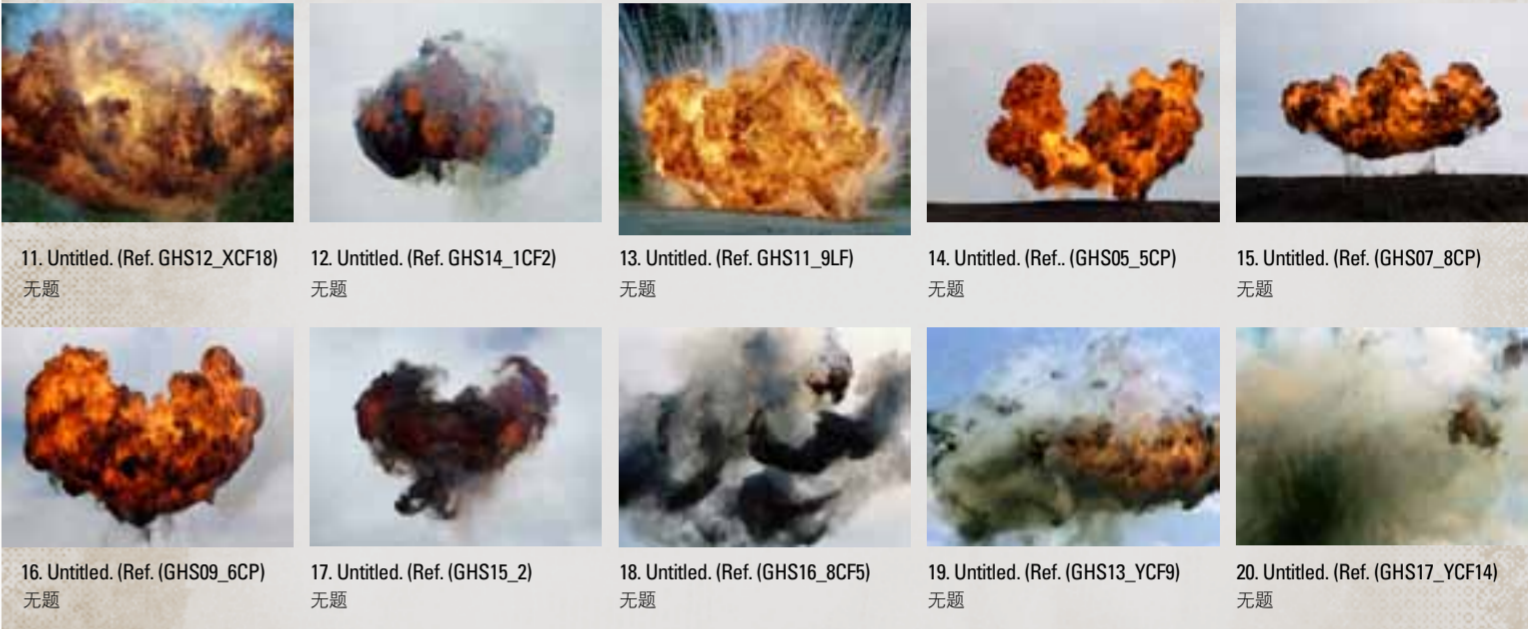 11. Untitled. (Ref. GHS12_XCF18)
无题
12. Untitled. (Ref. GHS14_1CF2)
无题
13. Untitled. (Ref. GHS11_9LF)
无题
14. Untitled. (Ref.. (GHS05_5CP)
无题
15. Untitled. (Ref. (GHS07_8CP)
无题
16. Untitled. (Ref. (GHS09_6CP)
无题
17. Untitled. (Ref. (GHS15_2)
无题
18. Untitled. (Ref. (GHS16_8CF5)
无题
19. Untitled. (Ref. (GHS13_YCF9)
无题
20. Untitled. (Ref. (GHS17_YCF14)
无题